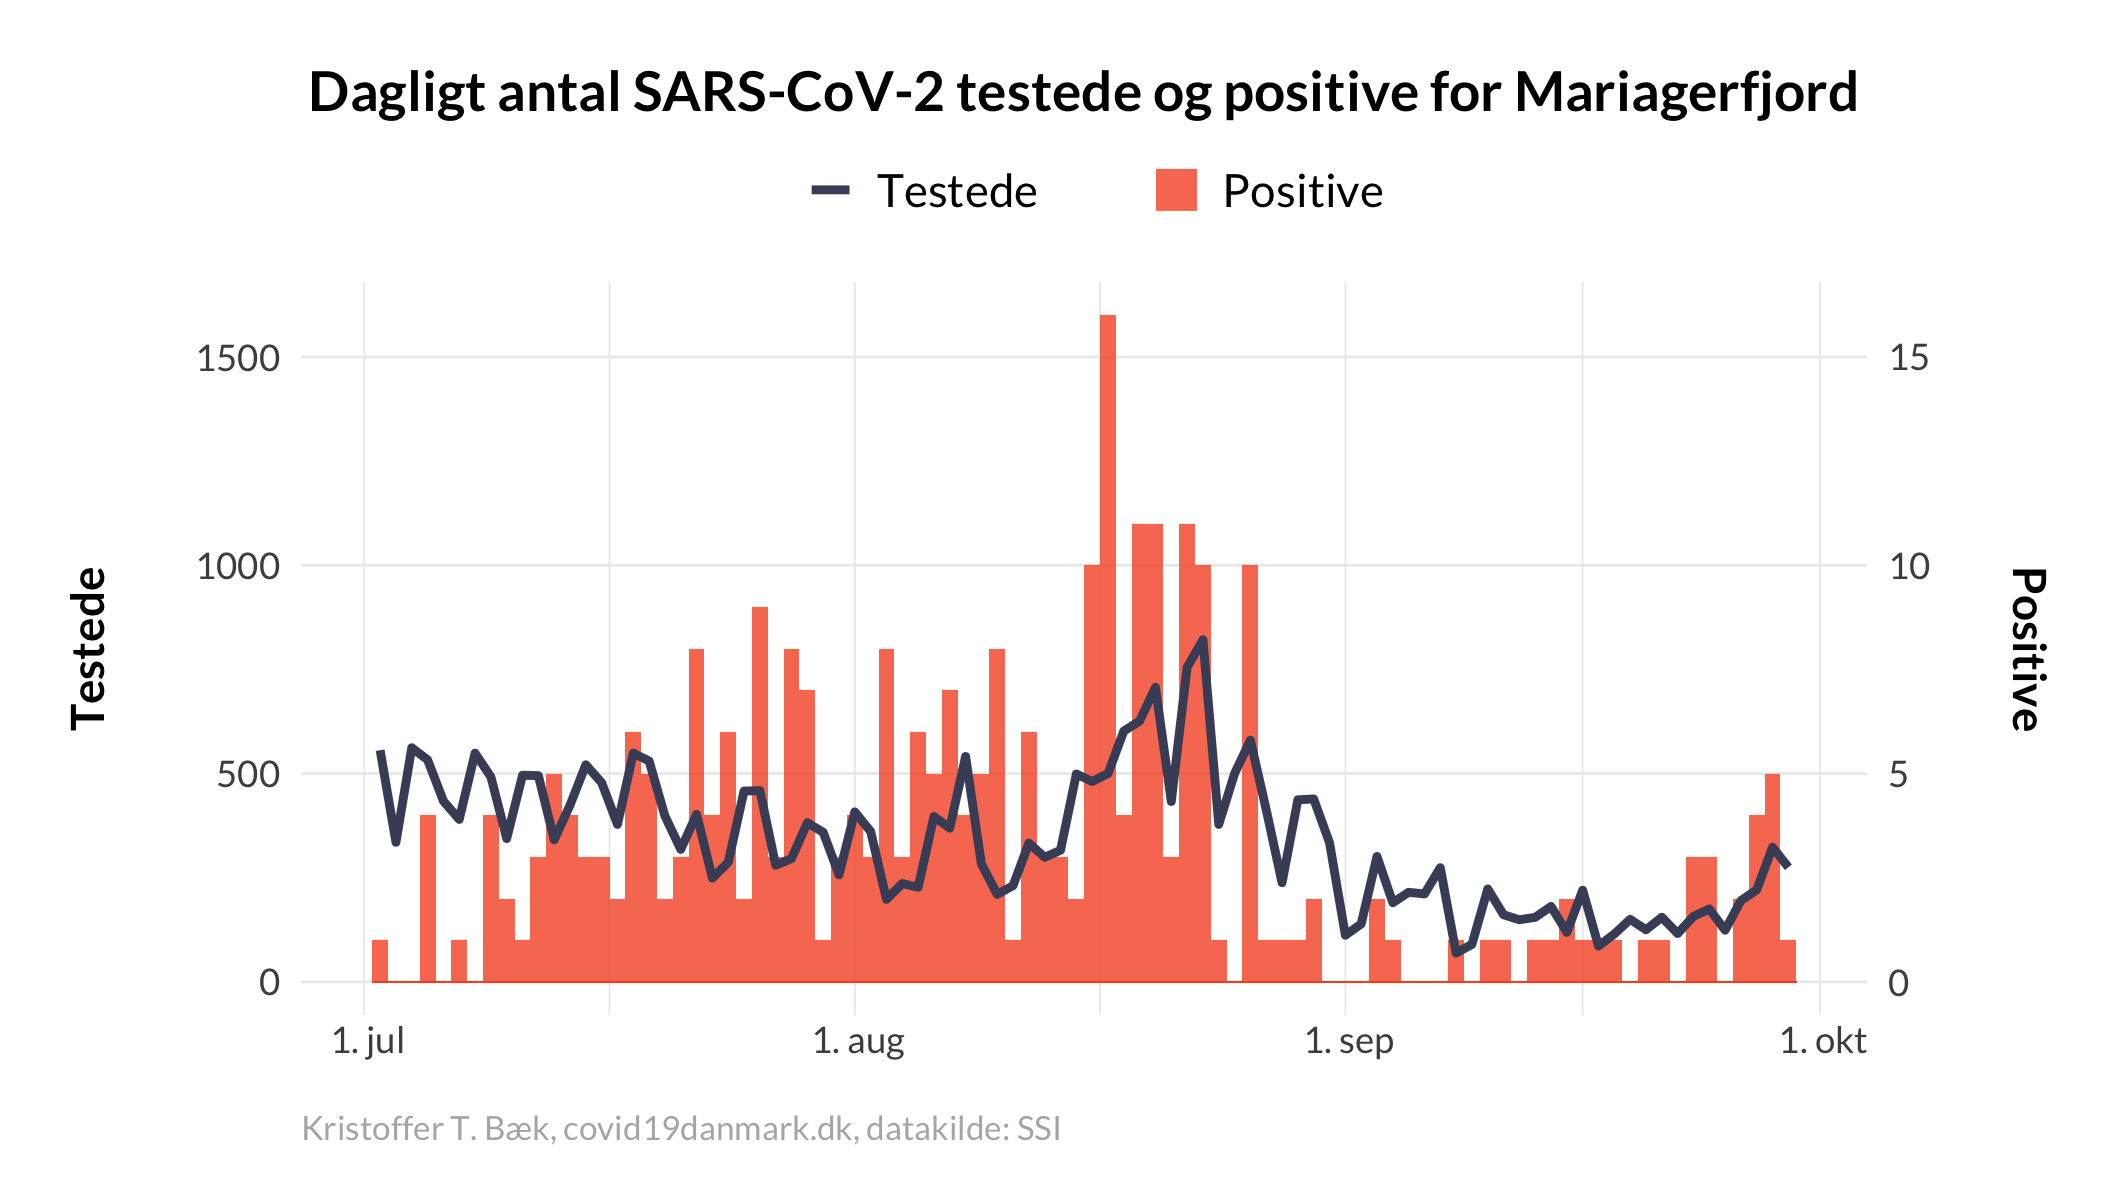 Dagligt antal SARS-CoV-2 testede og positive for Mariagerfjord
Testede
Positive
1500
1000
500
0
Testede
15
10
5
0
Positive
1. jul
1. aug
1. sep
1. okt
Kristoffer T. Bæk, covid19danmark.dk, datakilde: SSI